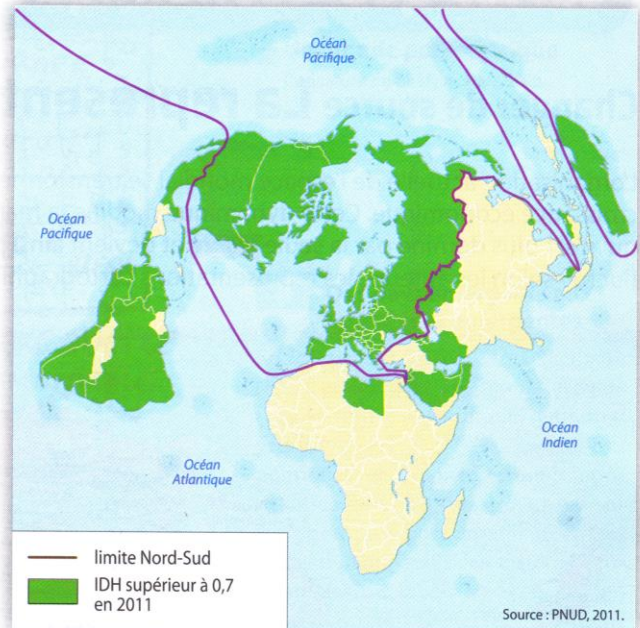 Océan
Pacifique
Océan
Pacifique
Océan
Atlantique
Océan
Indien
limite Nord-Sud
IDH supérieur à 0,7
en 2011
Source : PNUD, 2011.